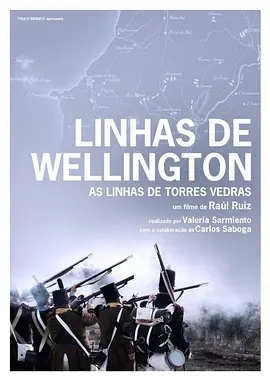 PAULO BRANCO apresenta
LINHAS DE
WELLINGTON
AS LINHAS DE TORRES VEDRAS
um filme de Raúl Ruiz
realizado por Valeria Sarmiento
com a colaboração de Carlos Saboga